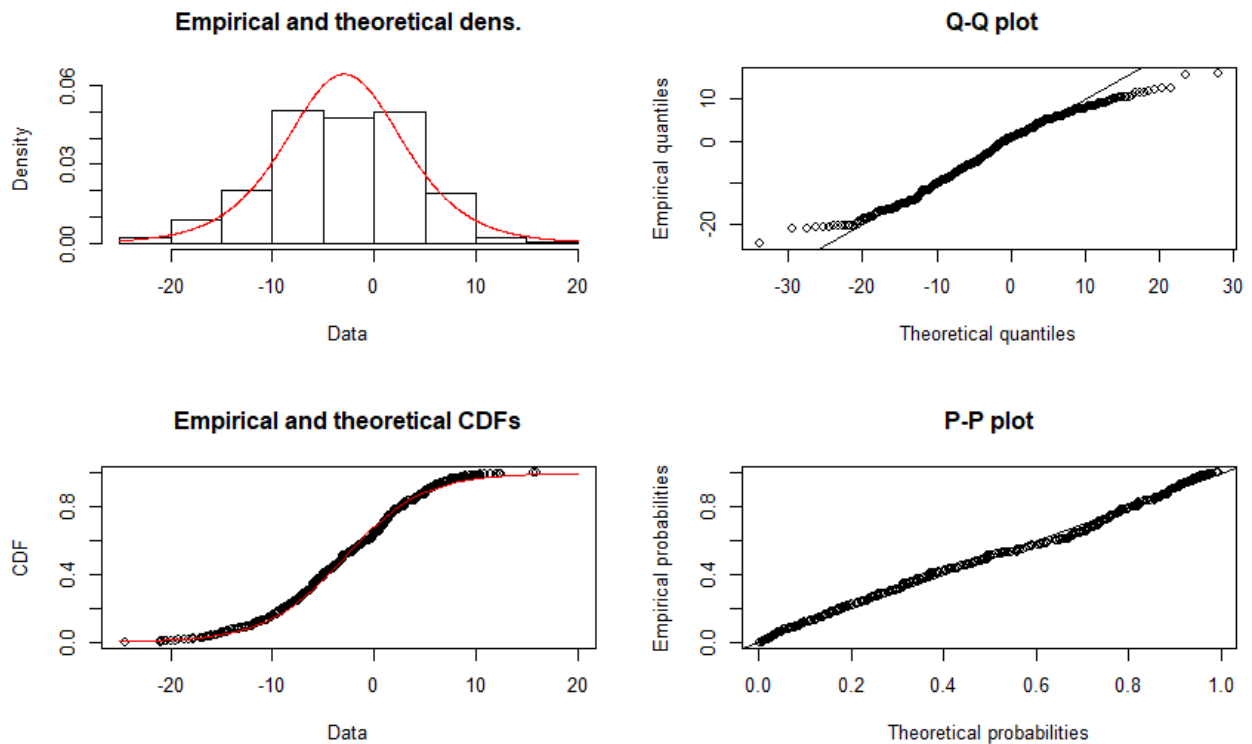 Empirical and theoretical dens.
Density
0.00 0.03 0.06
-20 -10 0 10 20
Data
Q-Q plot
Empirical quantiles
-20 0 10
-30 -20 -10 0 10 20 30
Theoretical quantiles
Empirical and theoretical CDFs
CDF
0.0 0.4 0.8
-20 -10 0 10 20
Data
P-P plot
Empirical probabilities
0.0 0.4 0.8
0.0 0.2 0.4 0.6 0.8 1.0
Theoretical probabilities